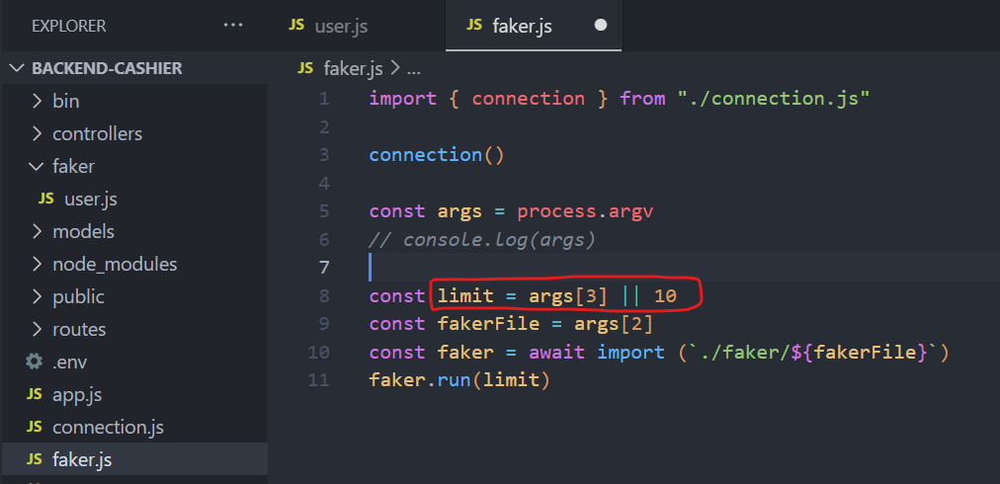 EXPLORER ...
JS user.js
JS faker.js
BACKEND-CASHIER
bin
controllers
faker
JS user.js
models
node_modules
public
routes
.env
JS app.js
JS connection.js
JS faker.js
JS faker.js > ...
1 import { connection } from "./connection.js"
2
3 connection()
4
5 const args = process.argv
6 // console.log(args)
7
8 const limit = args[3] || 10
9 const fakerFile = args[2]
10 const faker = await import (`./faker/${fakerFile}`)
11 faker.run(limit)